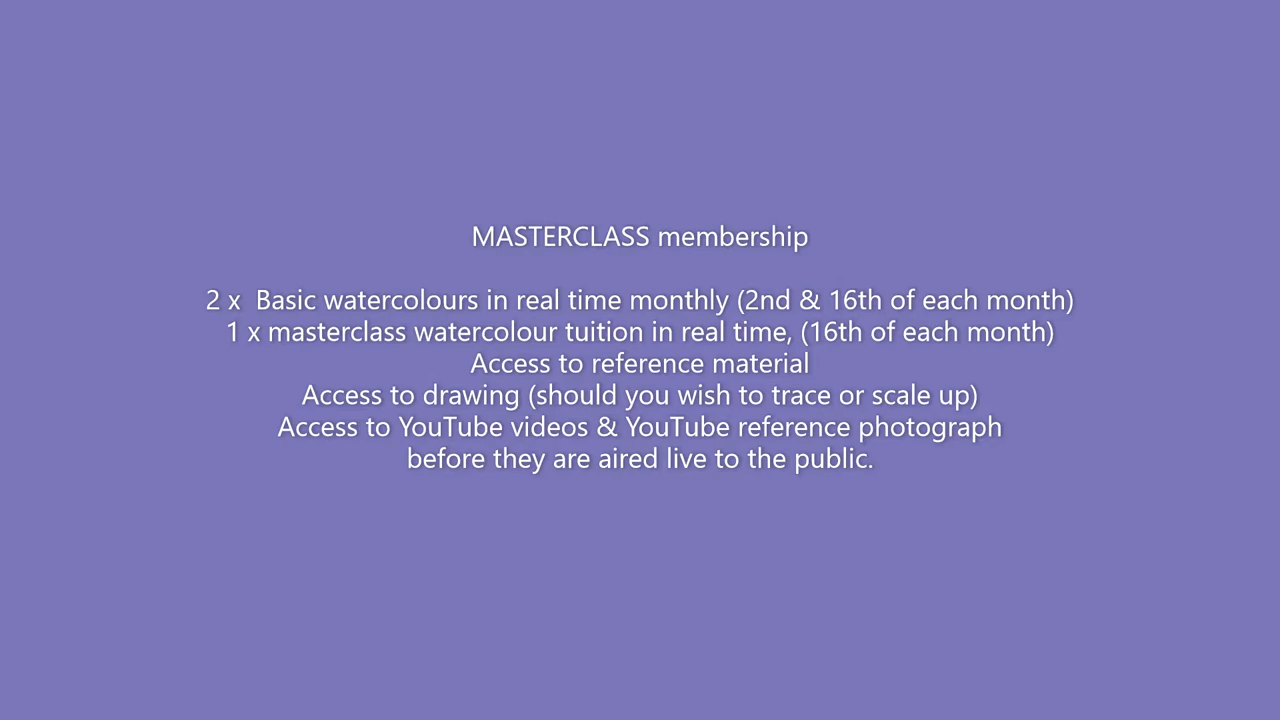 MASTERCLASS membership
2 x  Basic watercolours in real time monthly (2nd & 16th of each month)
1 x masterclass watercolour tuition in real time, (16th of each month)
Access to reference material
Access to drawing (should you wish to trace or scale up)
Access to YouTube videos & YouTube reference photograph
before they are aired live to the public.